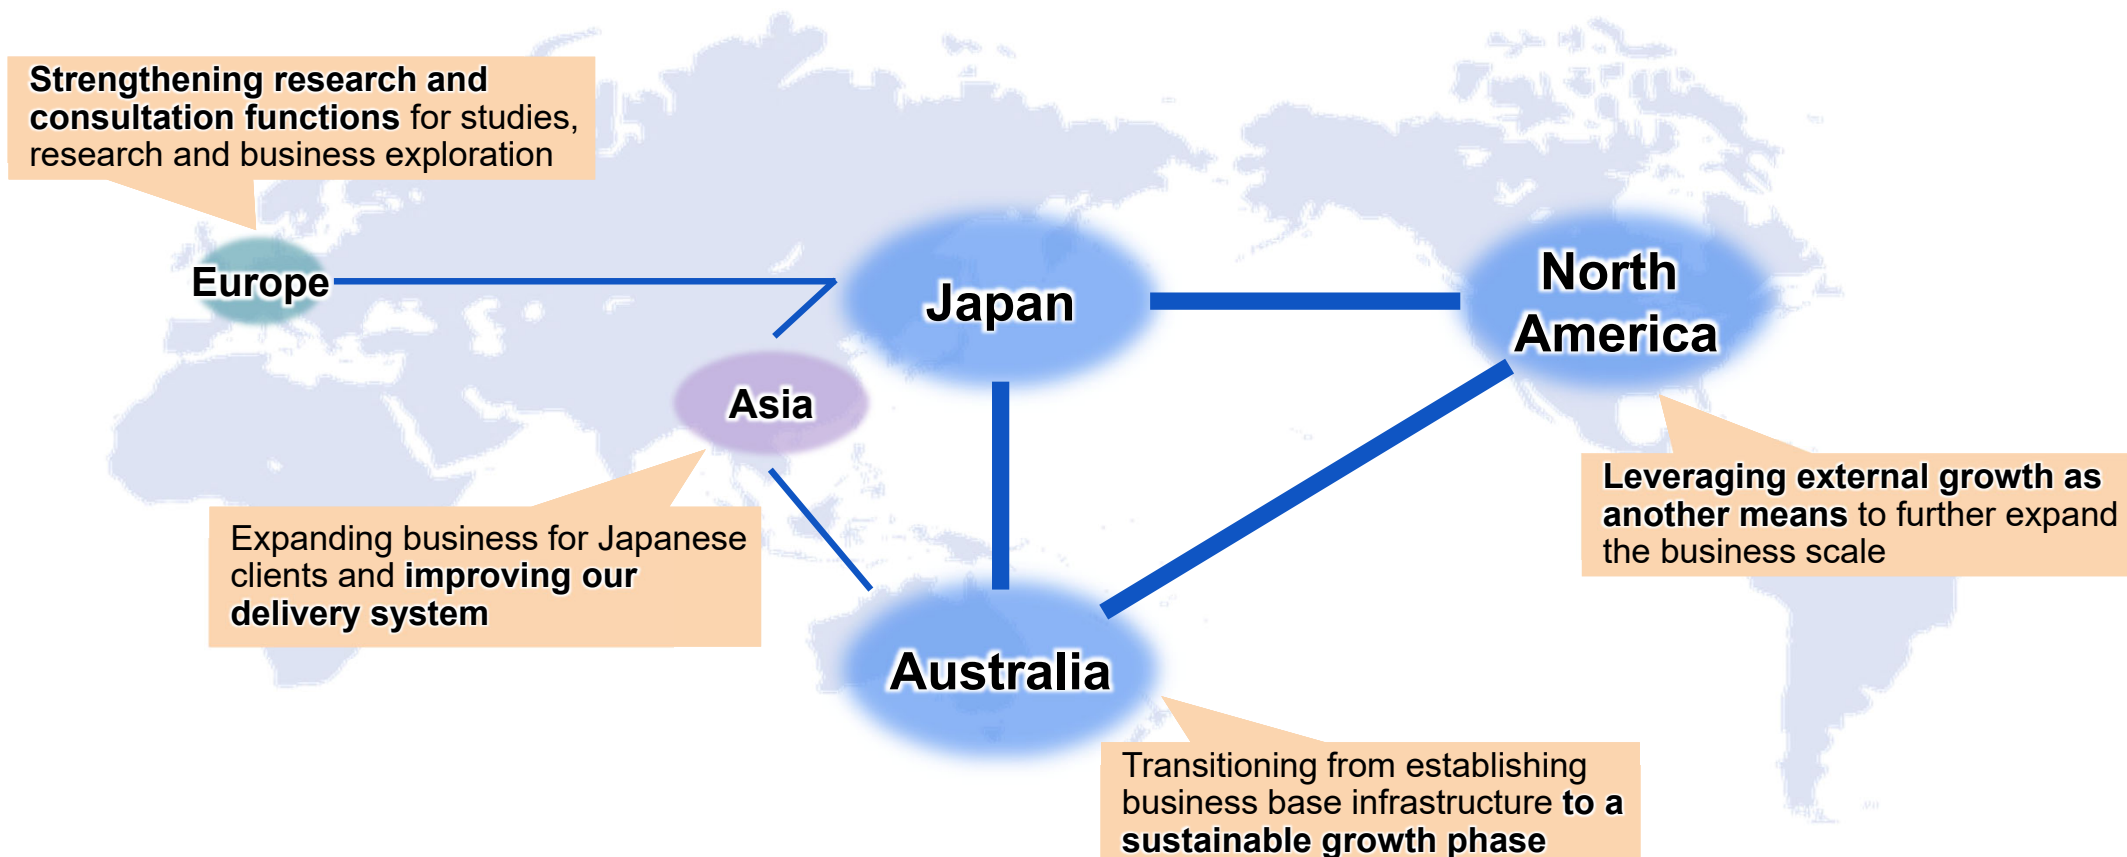 Strengthening research and
consultation functions for studies,
research and business exploration
Europe
Japan
North
America
Asia
Expanding business for Japanese
clients and improving our
delivery system
Leveraging external growth as
another means to further expand
the business scale
Australia
Transitioning from establishing
business base infrastructure to a
sustainable growth phase